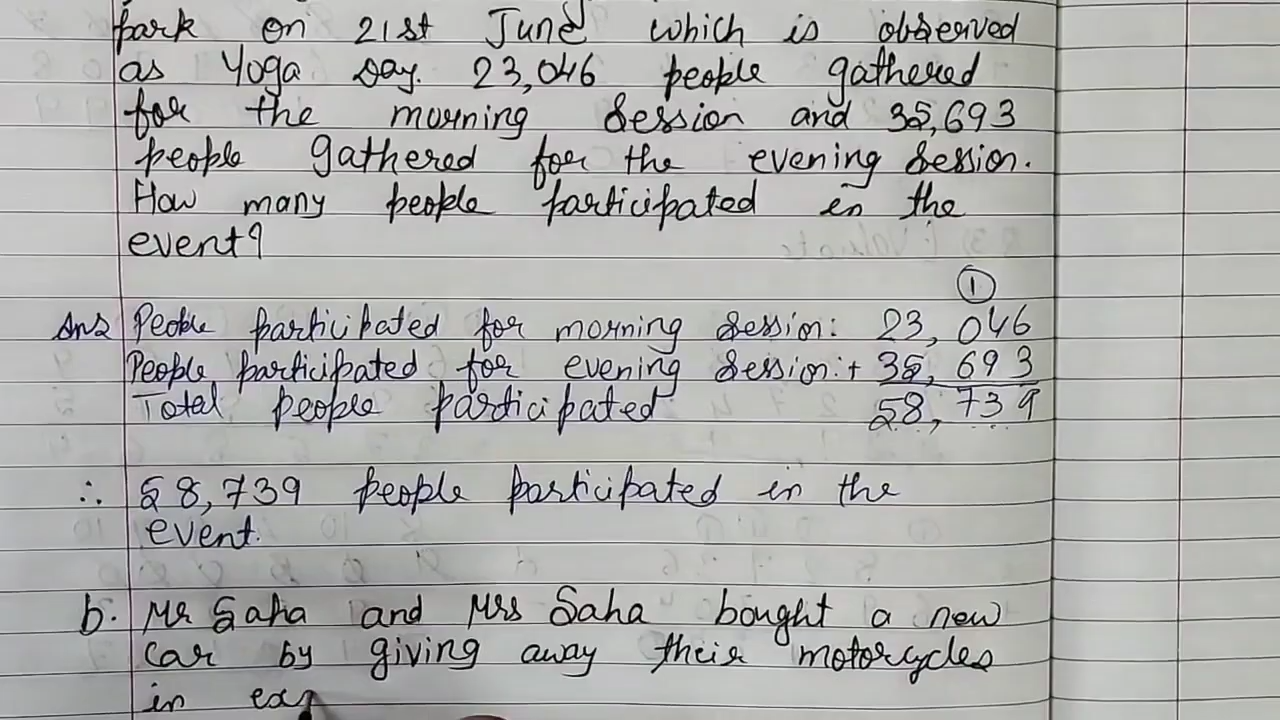 park on 21st June which is observed
as Yoga Day. 23,046 people gathered
for the morning session and 35,693
people gathered for the evening session.
How many people participated in the
event?
①
Ans People participated for morning session: 23,046
People participated for evening session:+ 35,693
Total people participated 58,739
∴ 58,739 people participated in the
event.
b. Mr Saha and Mrs Saha bought a new
car by giving away their motorcycles
in